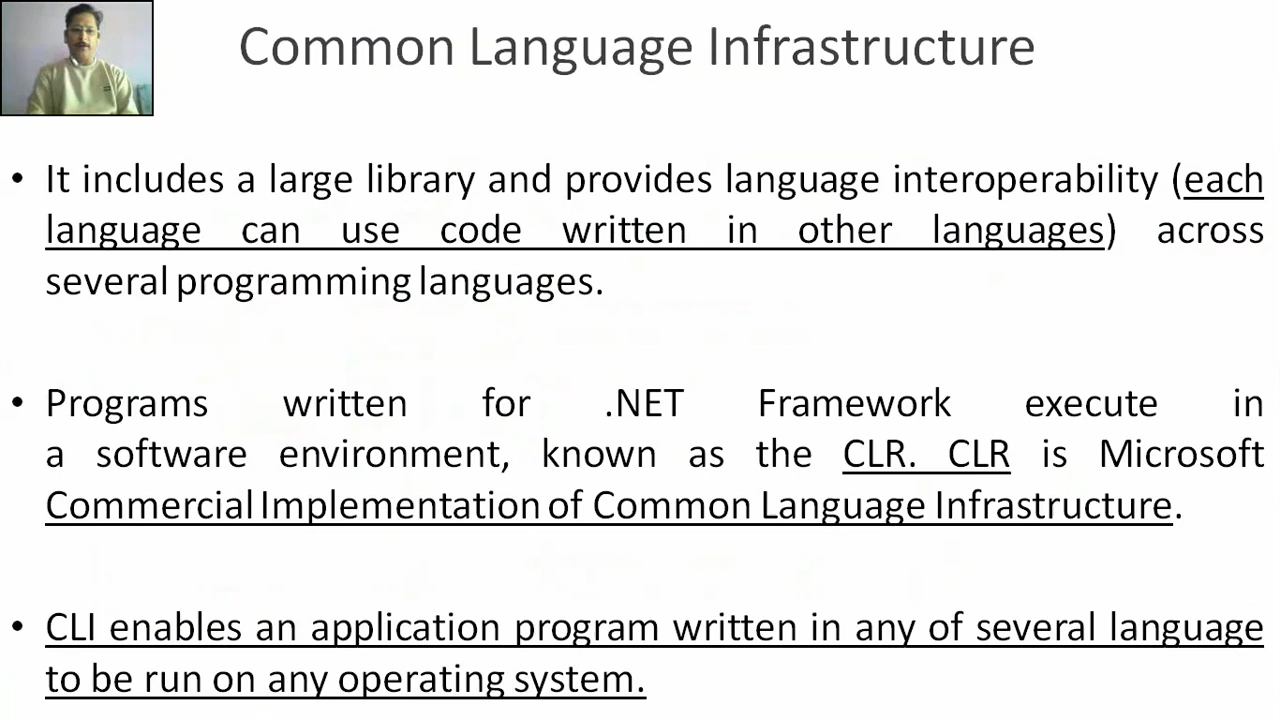 Common Language Infrastructure
• It includes a large library and provides language interoperability (each
language can use code written in other languages) across
several programming languages.
• Programs written for .NET Framework execute in
a software environment, known as the CLR. CLR is Microsoft
Commercial Implementation of Common Language Infrastructure.
• CLI enables an application program written in any of several language
to be run on any operating system.